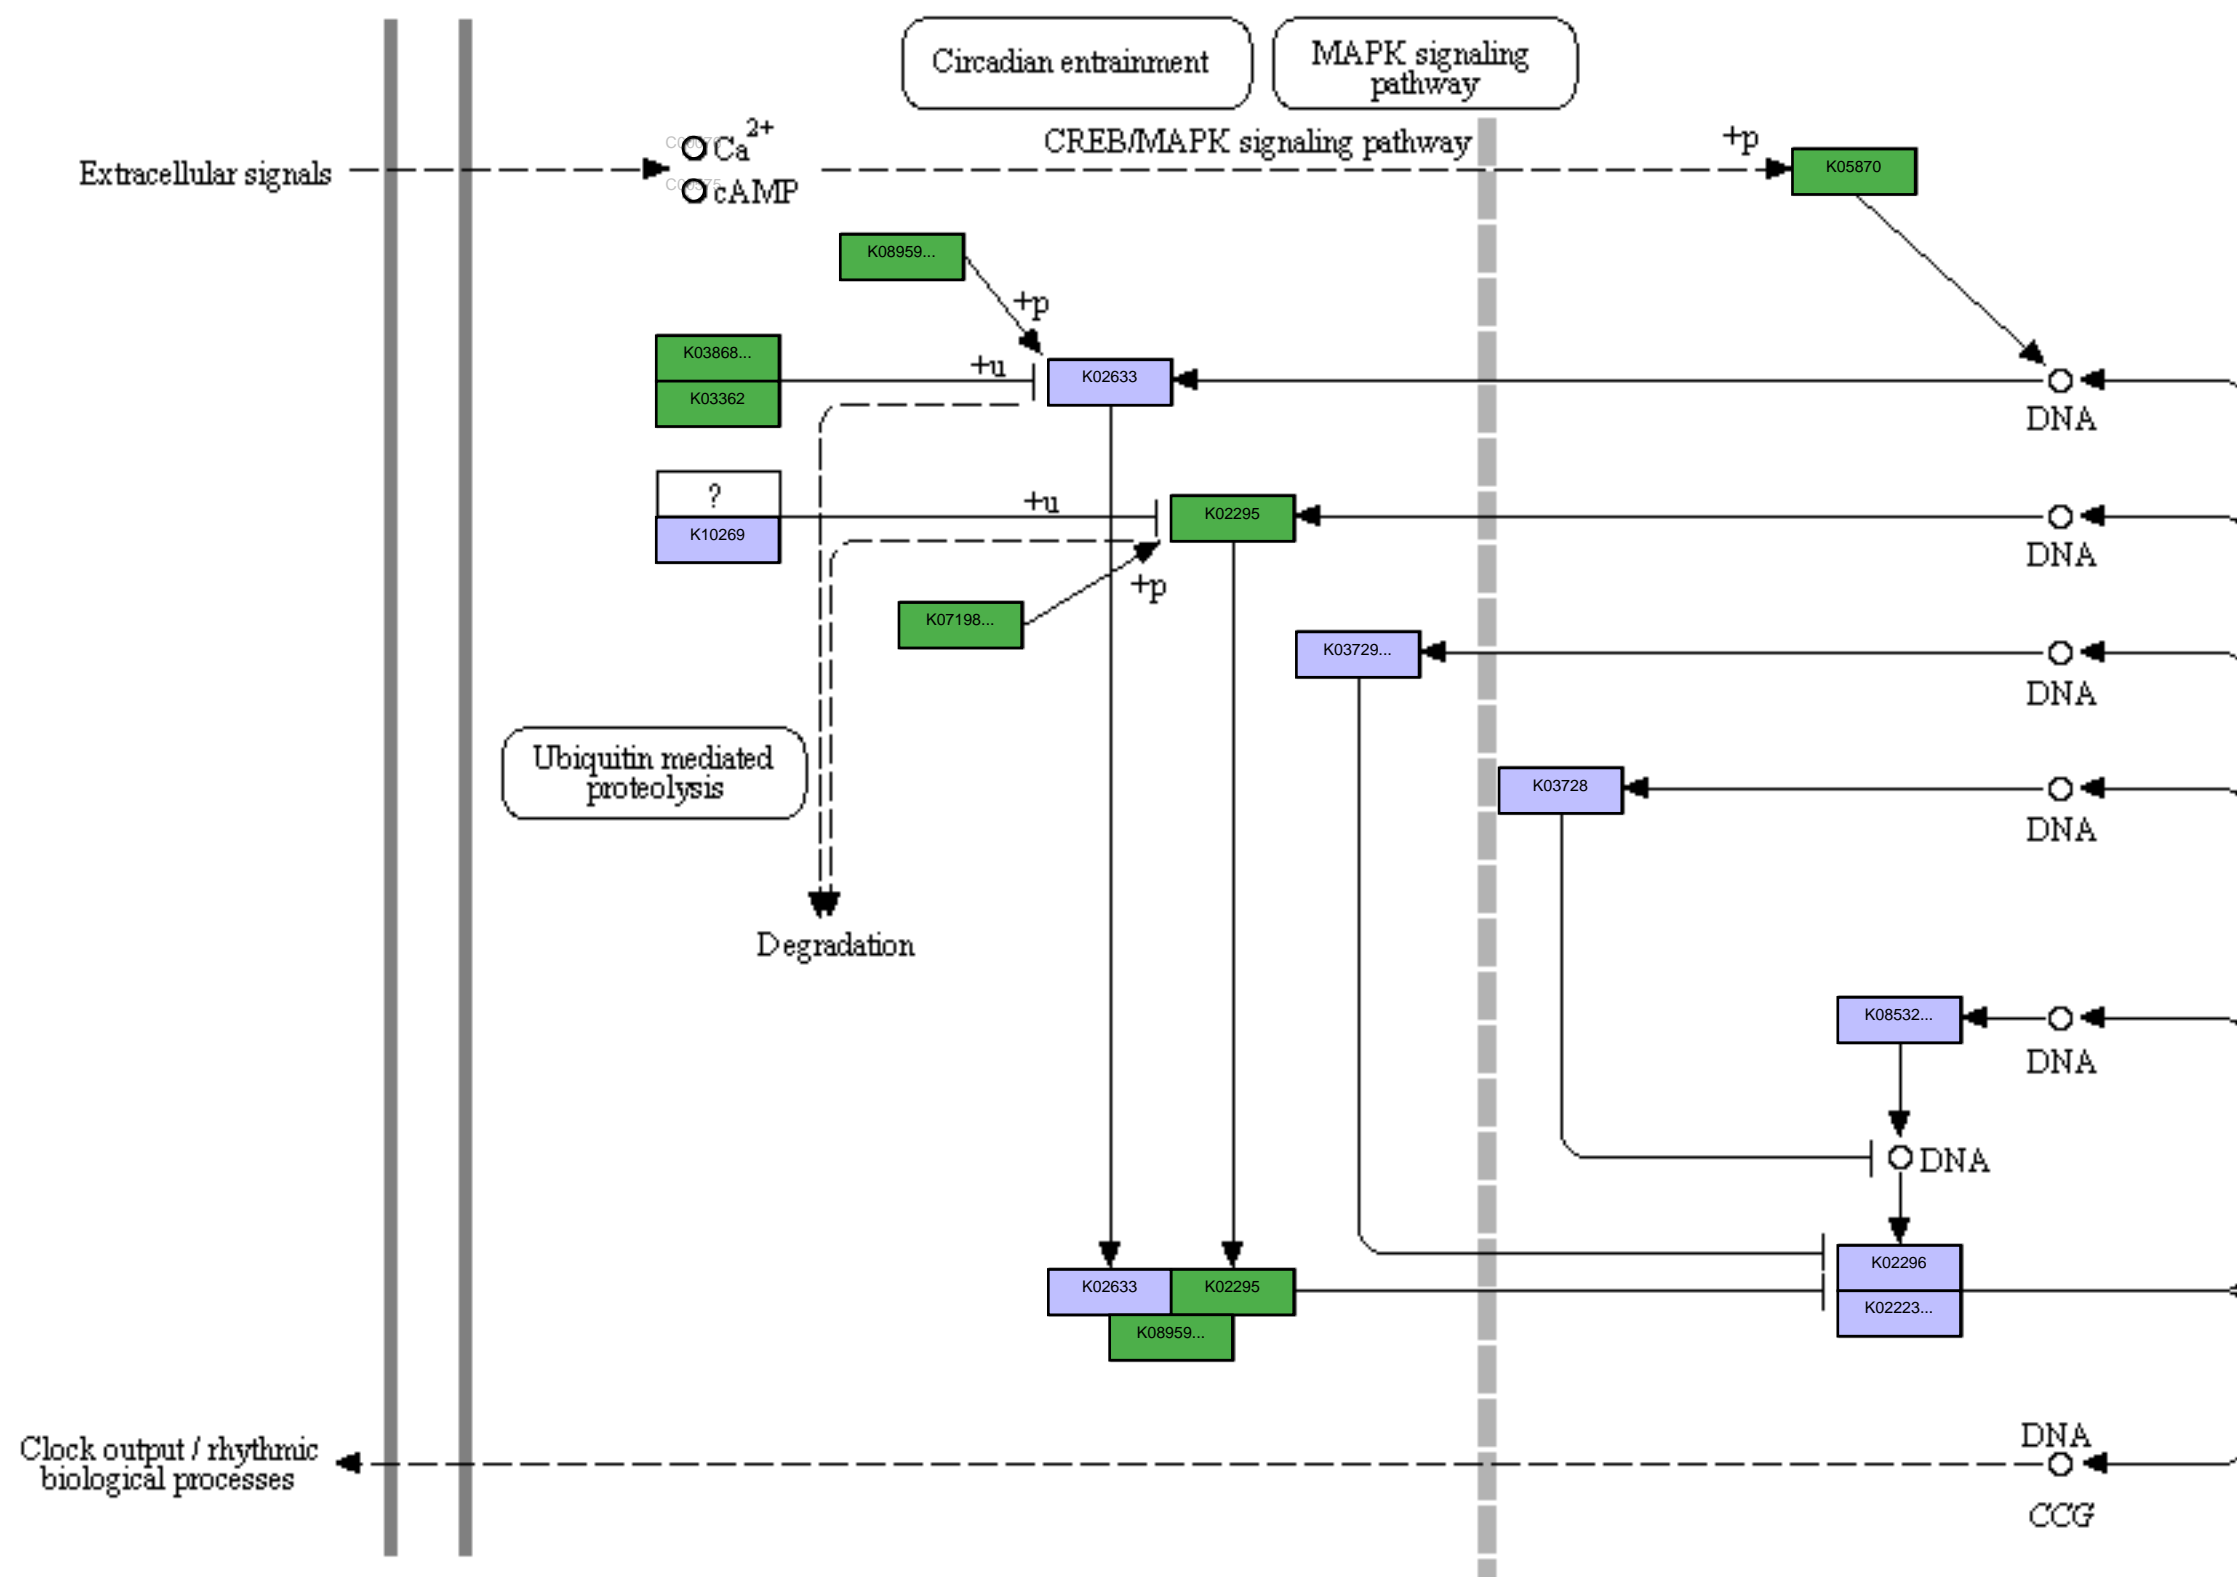 Circadian entrainment
MAPK signaling
pathway
Extracellular signals
Ca2+
cAMP
CREB/MAPK signaling pathway
+p
K05870
K08959...
+p
K03868...
K03362
+u
K02633
DNA
?
K10269
+u
K02295
DNA
+p
K07198...
K03729...
DNA
Ubiquitin mediated
proteolysis
K03728
DNA
Degradation
K08532...
DNA
DNA
K02633
K02295
K08959...
K02296
K02223...
Clock output / rhythmic
biological processes
DNA
CCG